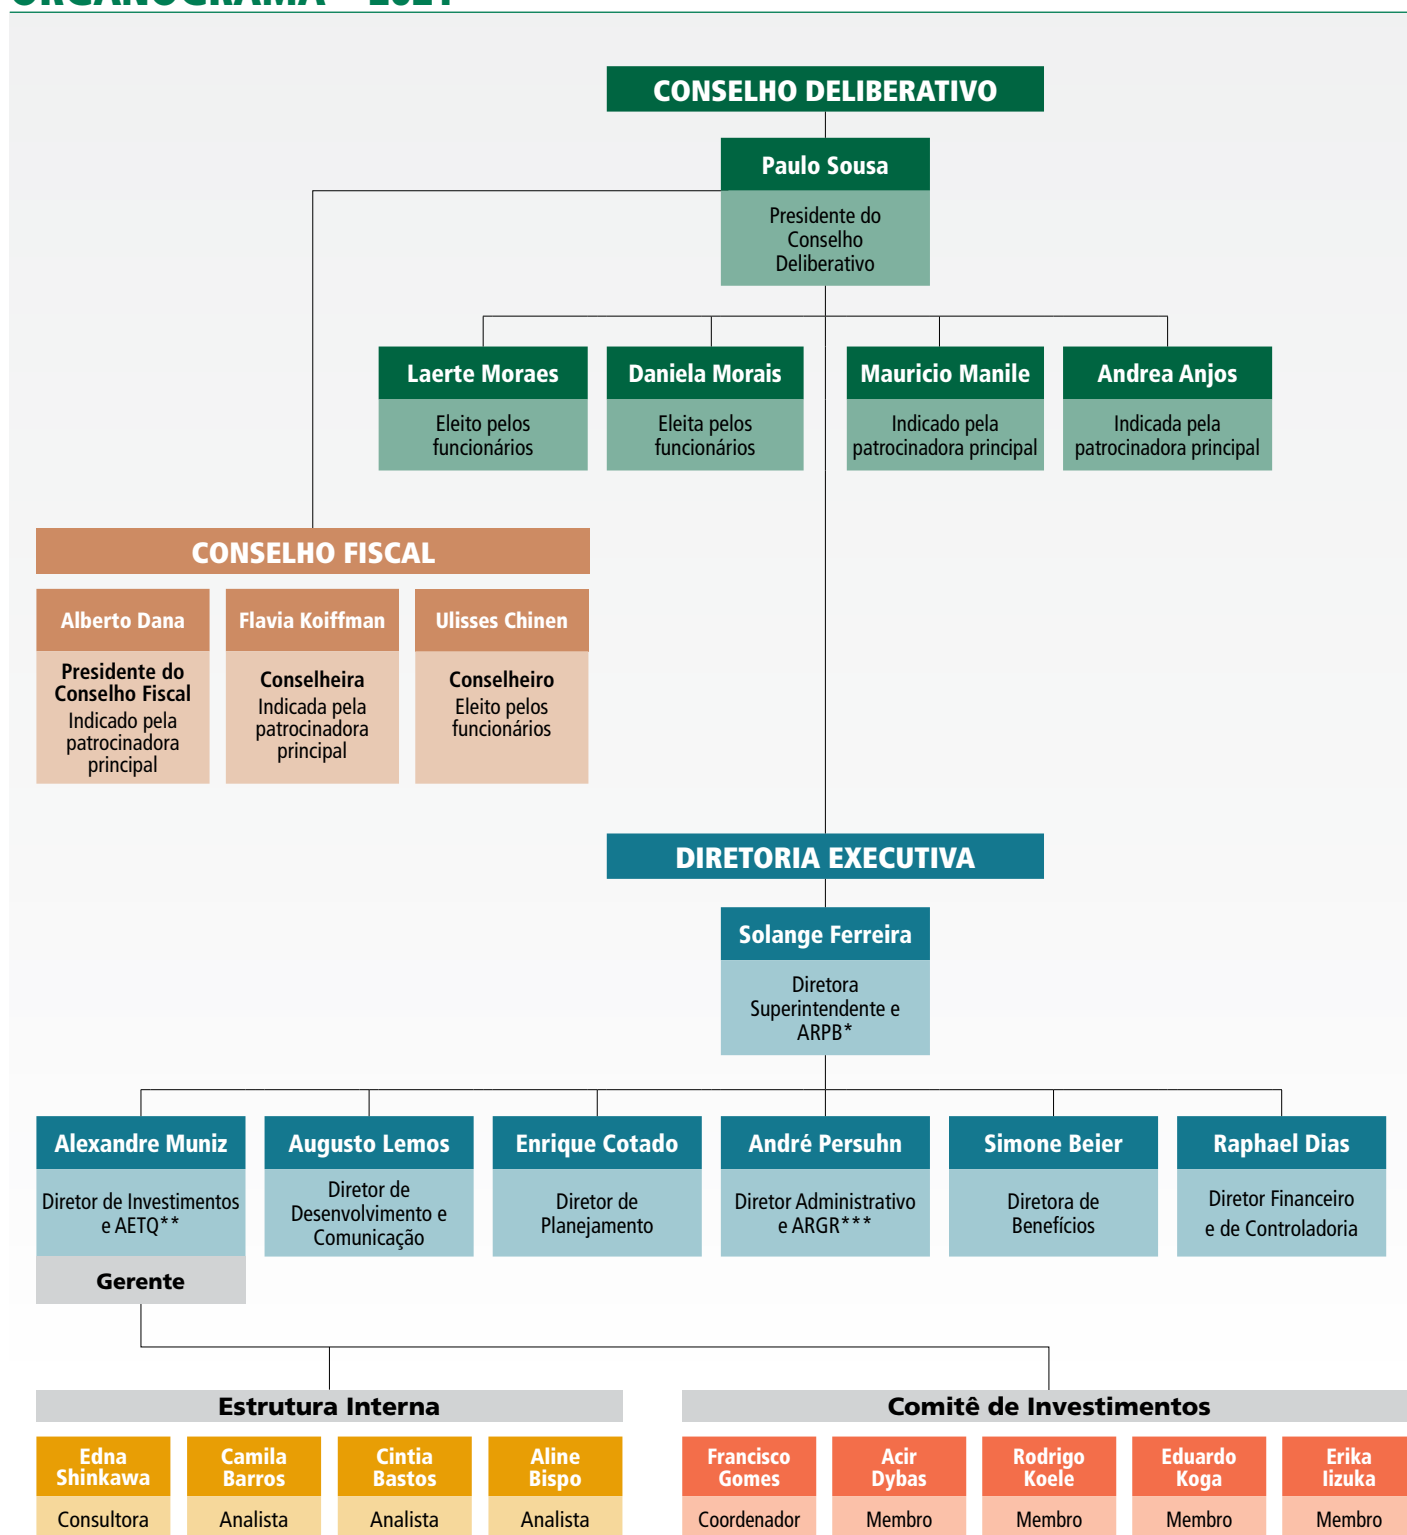 ORGANOGRAMA - 2021
CONSELHO DELIBERATIVO
Paulo Sousa
Presidente do
Conselho
Deliberativo
Laerte Moraes
Eleito pelos
funcionários
Daniela Morais
Eleita pelos
funcionários
Mauricio Manile
Indicado pela
patrocinadora principal
Andrea Anjos
Indicada pela
patrocinadora principal
CONSELHO FISCAL
Alberto Dana
Presidente do
Conselho Fiscal
Indicado pela
patrocinadora
principal
Flavia Koiffman
Conselheira
Indicada pela
patrocinadora
principal
Ulisses Chinen
Conselheiro
Eleito pelos
funcionários
DIRETORIA EXECUTIVA
Solange Ferreira
Diretora
Superintendente e
ARPB*
Alexandre Muniz
Diretor de Investimentos
e AETQ**
Gerente
Augusto Lemos
Diretor de
Desenvolvimento e
Comunicação
Enrique Cotado
Diretor de
Planejamento
André Persuhn
Diretor Administrativo
e ARGR***
Simone Beier
Diretora de
Benefícios
Raphael Dias
Diretor Financeiro
e de Controladoria
Estrutura Interna
Edna
Shinkawa
Consultora
Camila
Barros
Analista
Cintia
Bastos
Analista
Aline
Bispo
Analista
Comitê de Investimentos
Francisco
Gomes
Coordenador
Acir
Dybas
Membro
Rodrigo
Koele
Membro
Eduardo
Koga
Membro
Erika
Iizuka
Membro